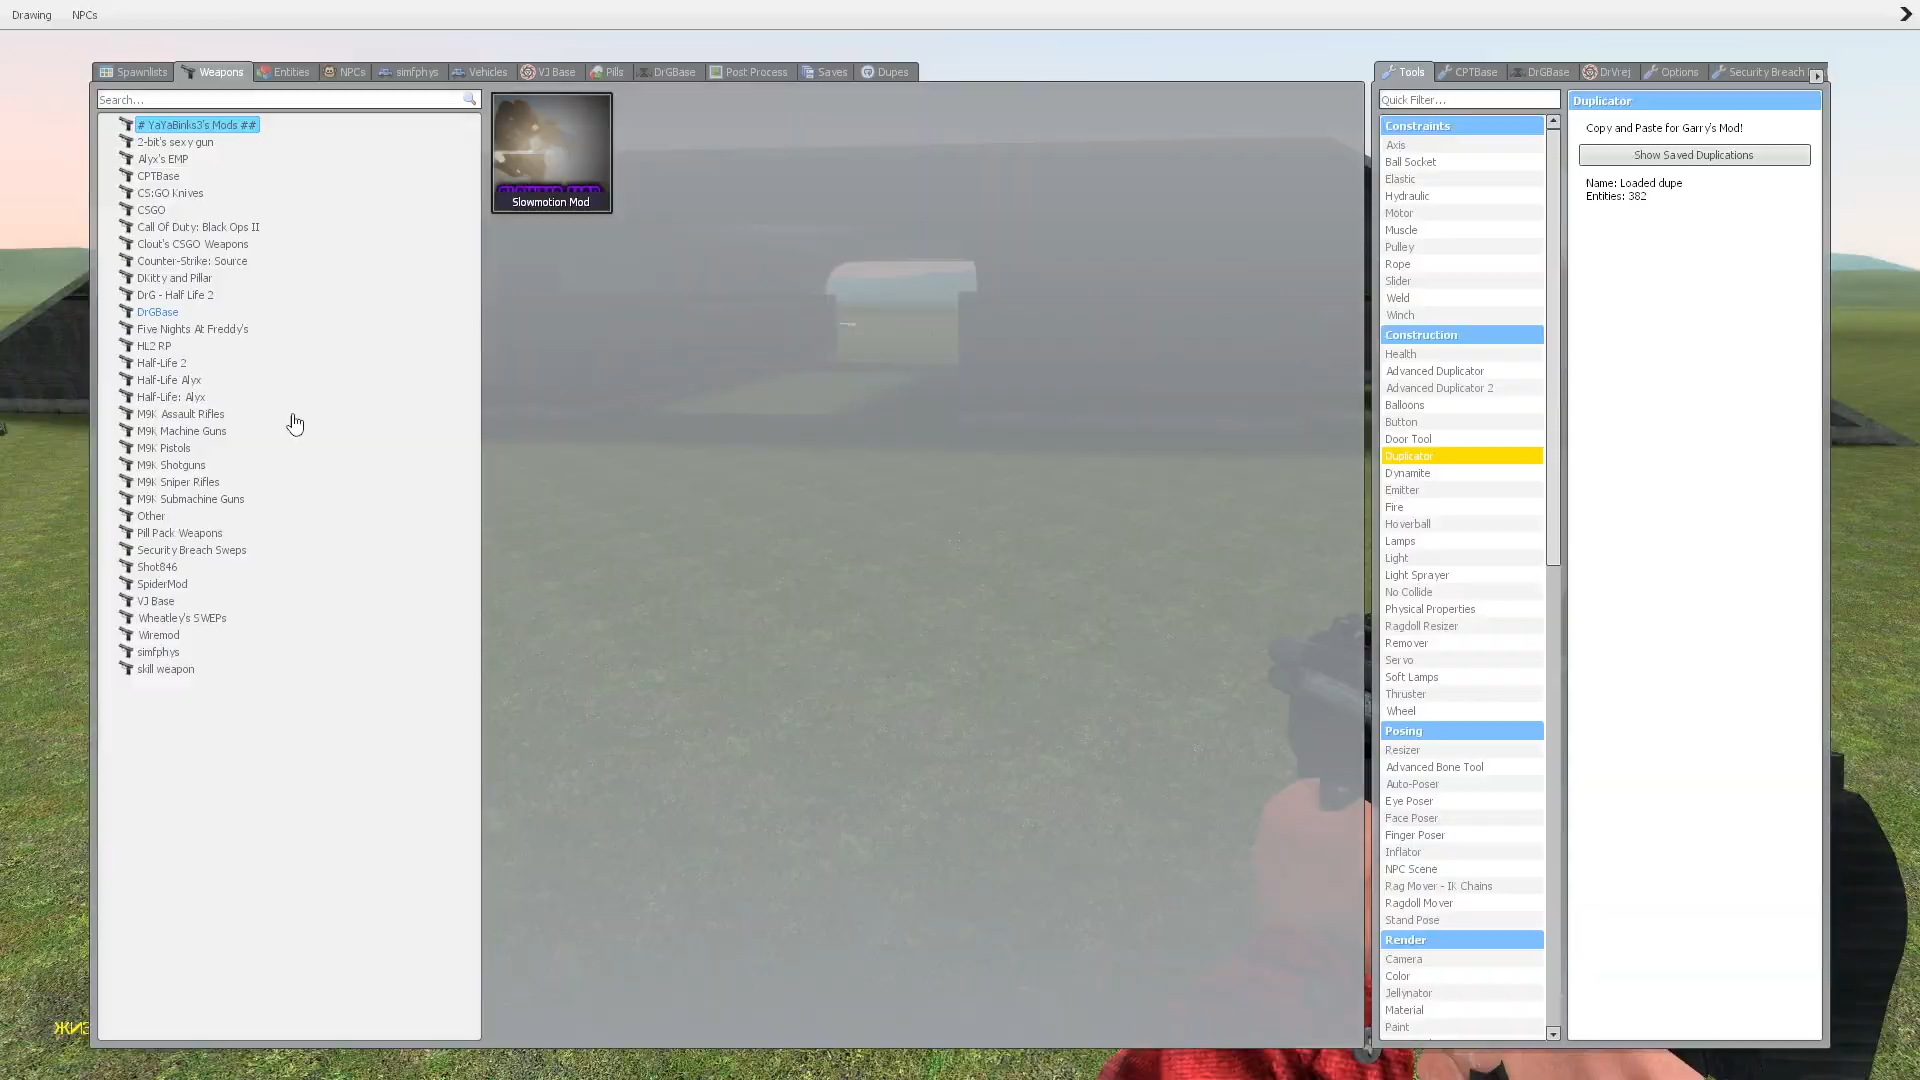 Drawing NPCs
Spawnlists Weapons Entities NPCs simfphys Vehicles VJ Base Pills DrGBase Post Process Saves Dupes
Search...
# YaYaBinks3's Mods ##
2-bit's sexy gun
Alyx's EMP
CPTBase
CS:GO Knives
CSGO
Call Of Duty: Black Ops II
Clout's CSGO Weapons
Counter-Strike: Source
DKitty and Pillar
DrG - Half Life 2
DrGBase
Five Nights At Freddy's
HL2 RP
Half-Life 2
Half-Life Alyx
Half-Life: Alyx
M9K Assault Rifles
M9K Machine Guns
M9K Pistols
M9K Shotguns
M9K Sniper Rifles
M9K Submachine Guns
Other
Pill Pack Weapons
Security Breach Sweps
Shot846
SpiderMod
VJ Base
Wheatley's SWEPs
Wiremod
simfphys
skill weapon
SLOWMO MOD
Slowmotion Mod
Tools CPTBase DrGBase DrVrej Options Security Breach
Quick Filter...
Constraints
Axis
Ball Socket
Elastic
Hydraulic
Motor
Muscle
Pulley
Rope
Slider
Weld
Winch
Construction
Health
Advanced Duplicator
Advanced Duplicator 2
Balloons
Button
Door Tool
Duplicator
Dynamite
Emitter
Fire
Hoverball
Lamps
Light
Light Sprayer
No Collide
Physical Properties
Ragdoll Resizer
Remover
Servo
Soft Lamps
Thruster
Wheel
Posing
Resizer
Advanced Bone Tool
Auto-Poser
Eye Poser
Face Poser
Finger Poser
Inflator
NPC Scene
Rag Mover - IK Chains
Ragdoll Mover
Stand Pose
Render
Camera
Color
Jellynator
Material
Paint
Duplicator
Copy and Paste for Garry's Mod!
Show Saved Duplications
Name: Loaded dupe
Entities: 382